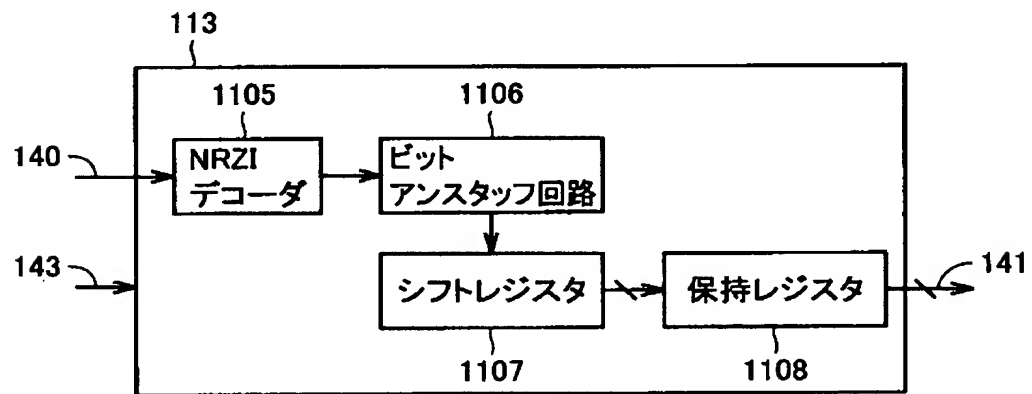 113
1105
1106
140
NRZI
デコーダ
ビット
アンスタッフ回路
143
シフトレジスタ
保持レジスタ
141
1107
1108